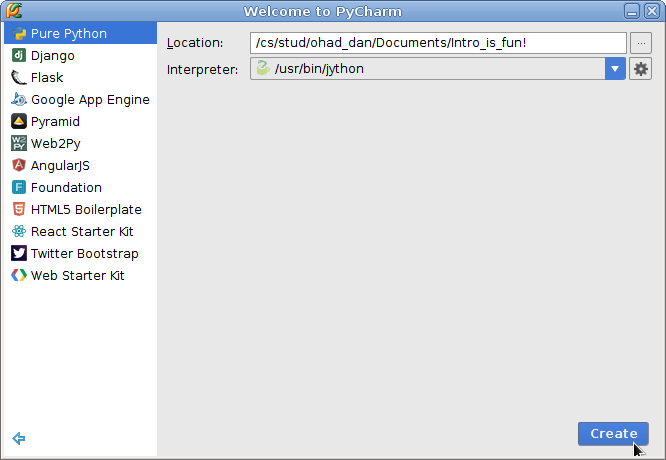 Welcome to PyCharm
Pure Python
Django
Flask
Google App Engine
Pyramid
Web2Py
AngularJS
Foundation
HTML5 Boilerplate
React Starter Kit
Twitter Bootstrap
Web Starter Kit
Location: /cs/stud/ohad_dan/Documents/Intro_is_fun! ...
Interpreter: /usr/bin/jython
Create